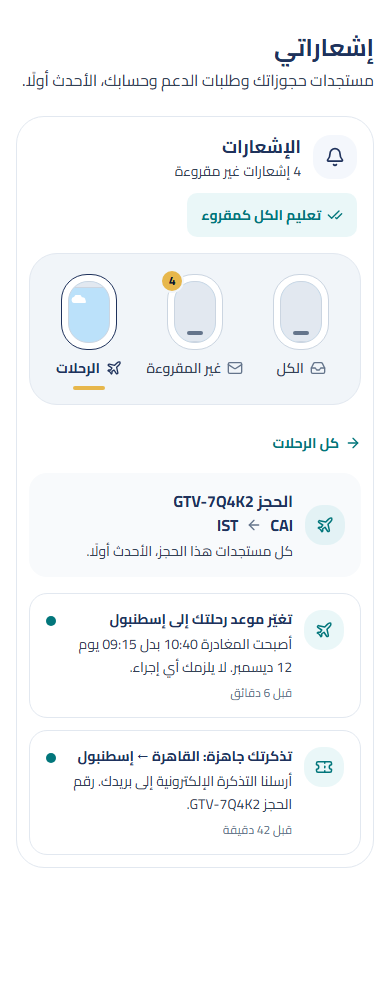 إشعاراتي
مستجدات حجوزاتك وطلبات الدعم وحسابك، الأحدث أولًا.
الإشعارات
4 إشعارات غير مقروءة
تعليم الكل كمقروء
4
الكل
غير المقروءة
الرحلات
كل الرحلات
الحجز GTV-7Q4K2
CAI ← IST
كل مستجدات هذا الحجز، الأحدث أولًا.
تغيّر موعد رحلتك إلى إسطنبول
أصبحت المغادرة 10:40 بدل 09:15 يوم
12 ديسمبر. لا يلزمك أي إجراء.
قبل 6 دقائق
تذكرتك جاهزة: القاهرة ← إسطنبول
أرسلنا التذكرة الإلكترونية إلى بريدك. رقم
الحجز GTV-7Q4K2.
قبل 42 دقيقة